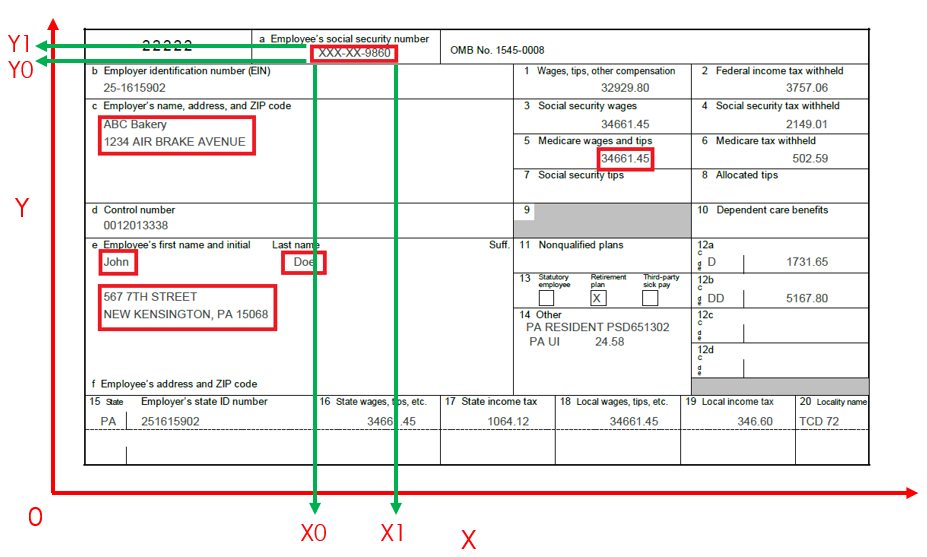 Y1
Y0
Y
0
X0
X1
X
22222
a Employee's social security number
XXX-XX-9860
OMB No. 1545-0008
b Employer identification number (EIN)
25-1615902
1 Wages, tips, other compensation
32929.80
2 Federal income tax withheld
3757.06
c Employer's name, address, and ZIP code
ABC Bakery
1234 AIR BRAKE AVENUE
3 Social security wages
34661.45
4 Social security tax withheld
2149.01
5 Medicare wages and tips
34661.45
6 Medicare tax withheld
502.59
7 Social security tips
8 Allocated tips
d Control number
0012013338
9
10 Dependent care benefits
e Employee's first name and initial Last name Suff.
John Doe
567 7TH STREET
NEW KENSINGTON, PA 15068
11 Nonqualified plans
12a
Code D 1731.65
13 Statutory employee Retirement plan Third-party sick pay
X
12b
Code DD 5167.80
14 Other
PA RESIDENT PSD651302
PA UI 24.58
12c
Code
12d
Code
f Employee's address and ZIP code
15 State Employer's state ID number 16 State wages, tips, etc. 17 State income tax 18 Local wages, tips, etc. 19 Local income tax 20 Locality name
PA 251615902 34661.45 1064.12 34661.45 346.60 TCD 72